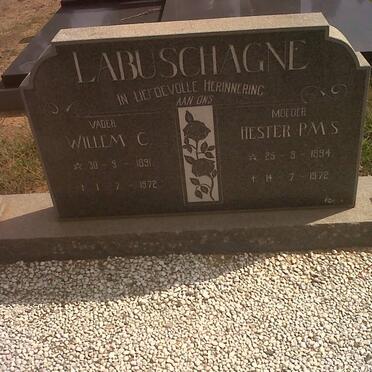 LABUSCHAGNE
IN LIEFDEVOLLE HERINNERING
AAN ONS
VADER
WILLEM C.
☆ 30 - 9 - 1891
✝ 1 - 7 - 1972
MOEDER
HESTER P.M.S.
☆ 25 - 9 - 1894
✝ 14 - 7 - 1972